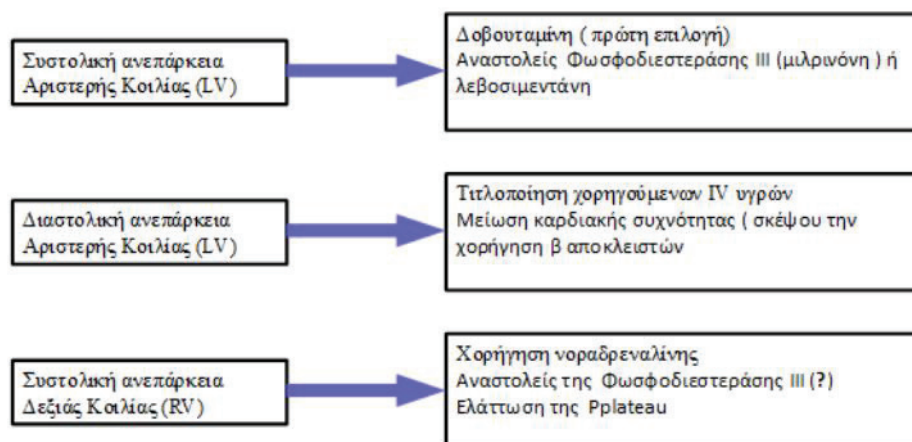 Συστολική ανεπάρκεια
Αριστερής Κοιλίας (LV)
Δοβουταμίνη ( πρώτη επιλογή)
Αναστολείς Φωσφοδιεστεράσης III (μιλρινόνη ) ή
λεβοσιμεντάνη
Διαστολική ανεπάρκεια
Αριστερής Κοιλίας (LV)
Τιτλοποίηση χορηγούμενων IV υγρών
Μείωση καρδιακής συχνότητας ( σκέψου την
χορήγηση β αποκλειστών
Συστολική ανεπάρκεια
Δεξιάς Κοιλίας (RV)
Χορήγηση νοραδρεναλίνης
Αναστολείς της Φωσφοδιεστεράσης III (?)
Ελάττωση της Pplateau